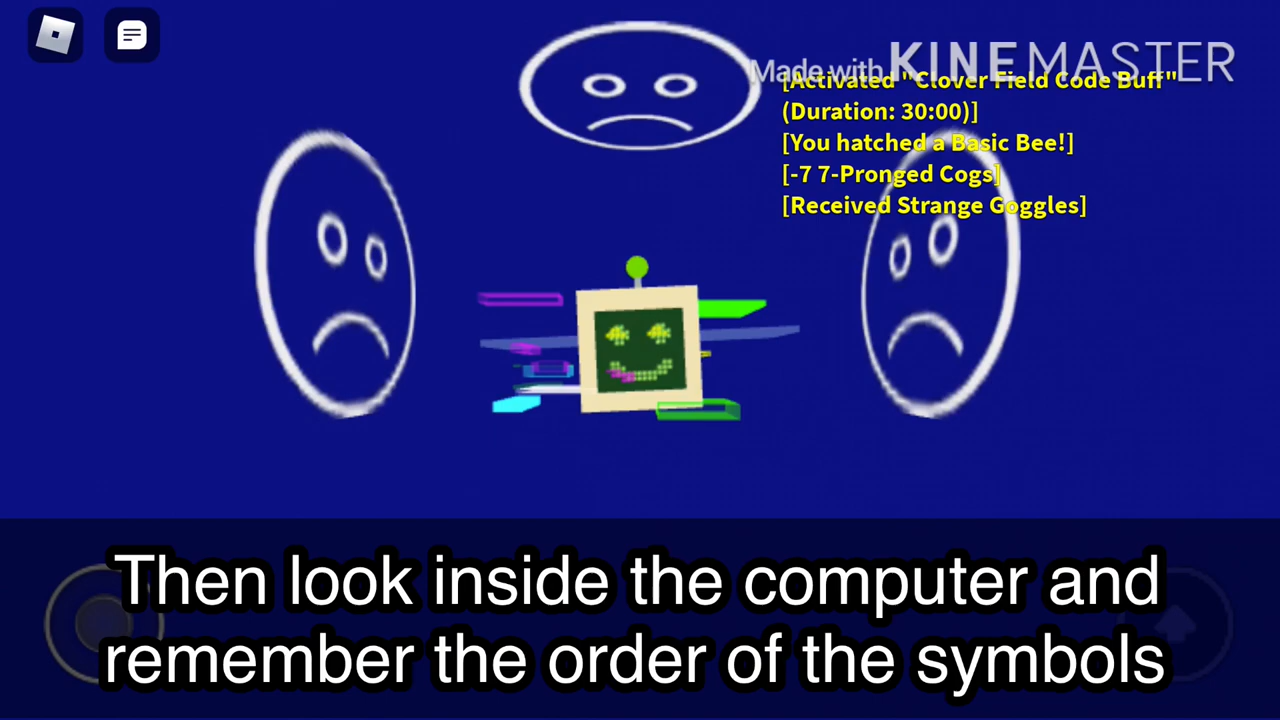 Made with KINEMASTER
[Activated "Clover Field Code Buff"
(Duration: 30:00)]
[You hatched a Basic Bee!]
[-7 7-Pronged Cogs]
[Received Strange Goggles]
Then look inside the computer and
remember the order of the symbols